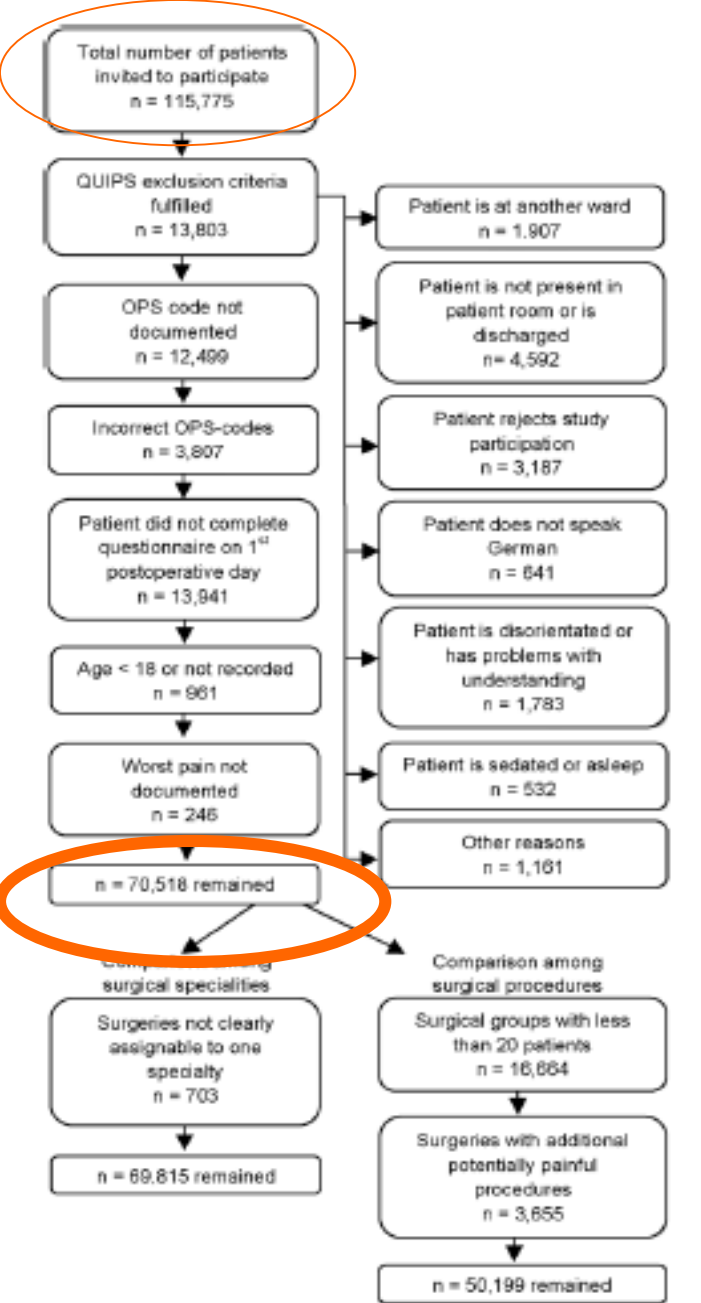 Total number of patients
invited to participate
n = 115,775
QUIPS exclusion criteria
fulfilled
n = 13,803
OPS code not
documented
n = 12,499
Incorrect OPS-codes
n = 3,807
Patient did not complete
questionnaire on 1st
postoperative day
n = 13,941
Age < 18 or not recorded
n = 961
Worst pain not
documented
n = 246
n = 70,518 remained
Patient is at another ward
n = 1.907
Patient is not present in
patient room or is
discharged
n= 4,592
Patient rejects study
participation
n = 3,187
Patient does not speak
German
n = 641
Patient is disorientated or
has problems with
understanding
n = 1,783
Patient is sedated or asleep
n = 532
Other reasons
n = 1,161
among
surgical specialities
Surgeries not clearly
assignable to one
specialty
n = 703
n = 69.815 remained
Comparison among
surgical procedures
Surgical groups with less
than 20 patients
n = 16,664
Surgeries with additional
potentially painful
procedures
n = 3,655
n = 50,199 remained